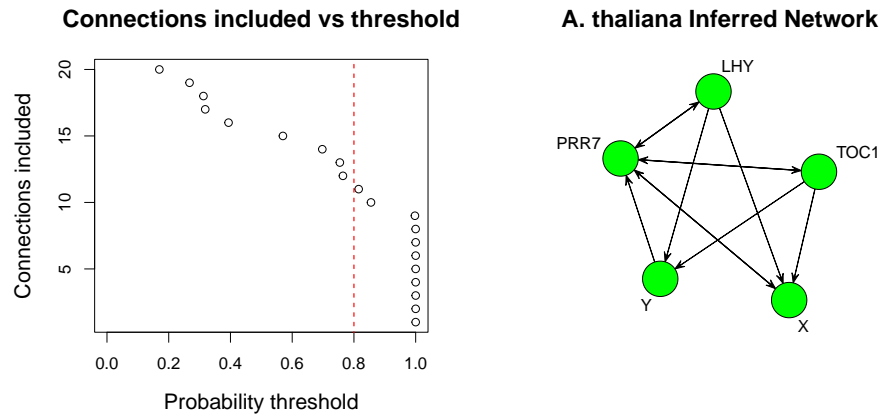 Connections included vs threshold
Connections included
20
15
10
5
0.0 0.2 0.4 0.6 0.8 1.0
Probability threshold
A. thaliana Inferred Network
LHY
PRR7
TOC1
Y
X